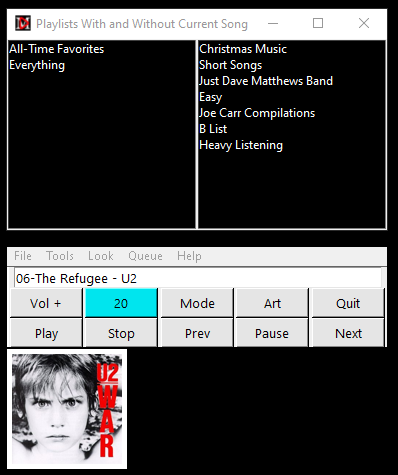 Playlists With and Without Current Song
All-Time Favorites
Everything
Christmas Music
Short Songs
Just Dave Matthews Band
Easy
Joe Carr Compilations
B List
Heavy Listening
File Tools Look Queue Help
06-The Refugee - U2
Vol + 20 Mode Art Quit
Play Stop Prev Pause Next
U2
WAR